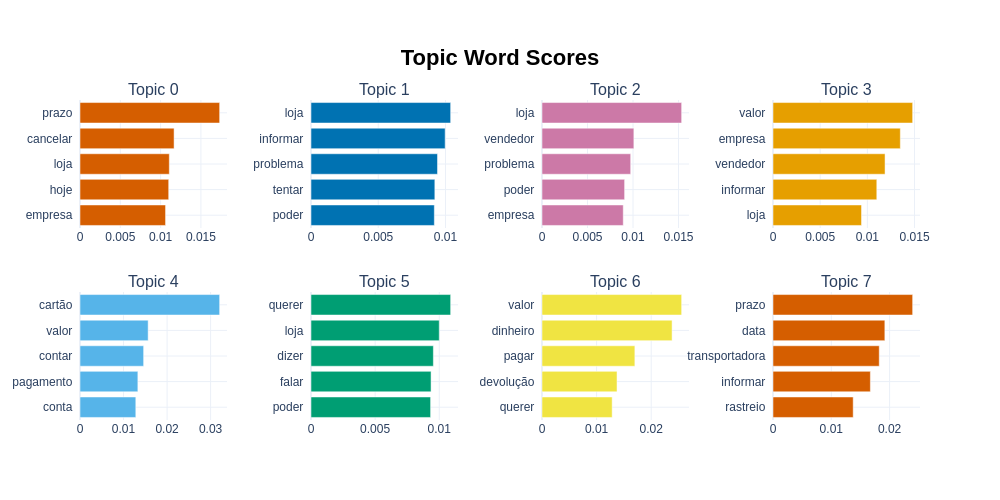 Topic Word Scores
Topic 0
prazo
cancelar
loja
hoje
empresa
0 0.005 0.01 0.015
Topic 1
loja
informar
problema
tentar
poder
0 0.005 0.01
Topic 2
loja
vendedor
problema
poder
empresa
0 0.005 0.01 0.015
Topic 3
valor
empresa
vendedor
informar
loja
0 0.005 0.01 0.015
Topic 4
cartão
valor
contar
pagamento
conta
0 0.01 0.02 0.03
Topic 5
querer
loja
dizer
falar
poder
0 0.005 0.01
Topic 6
valor
dinheiro
pagar
devolução
querer
0 0.01 0.02
Topic 7
prazo
data
transportadora
informar
rastreio
0 0.01 0.02